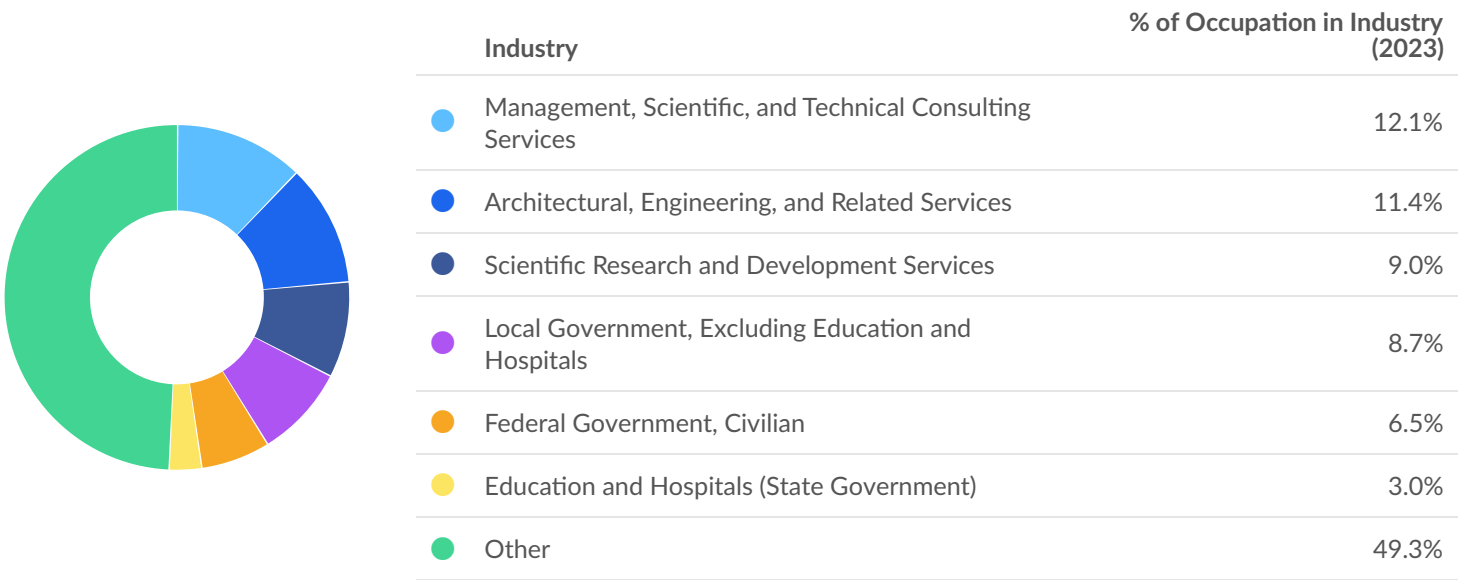 Industry
% of Occupation in Industry
(2023)
Management, Scientific, and Technical Consulting
Services
12.1%
Architectural, Engineering, and Related Services
11.4%
Scientific Research and Development Services
9.0%
Local Government, Excluding Education and
Hospitals
8.7%
Federal Government, Civilian
6.5%
Education and Hospitals (State Government)
3.0%
Other
49.3%